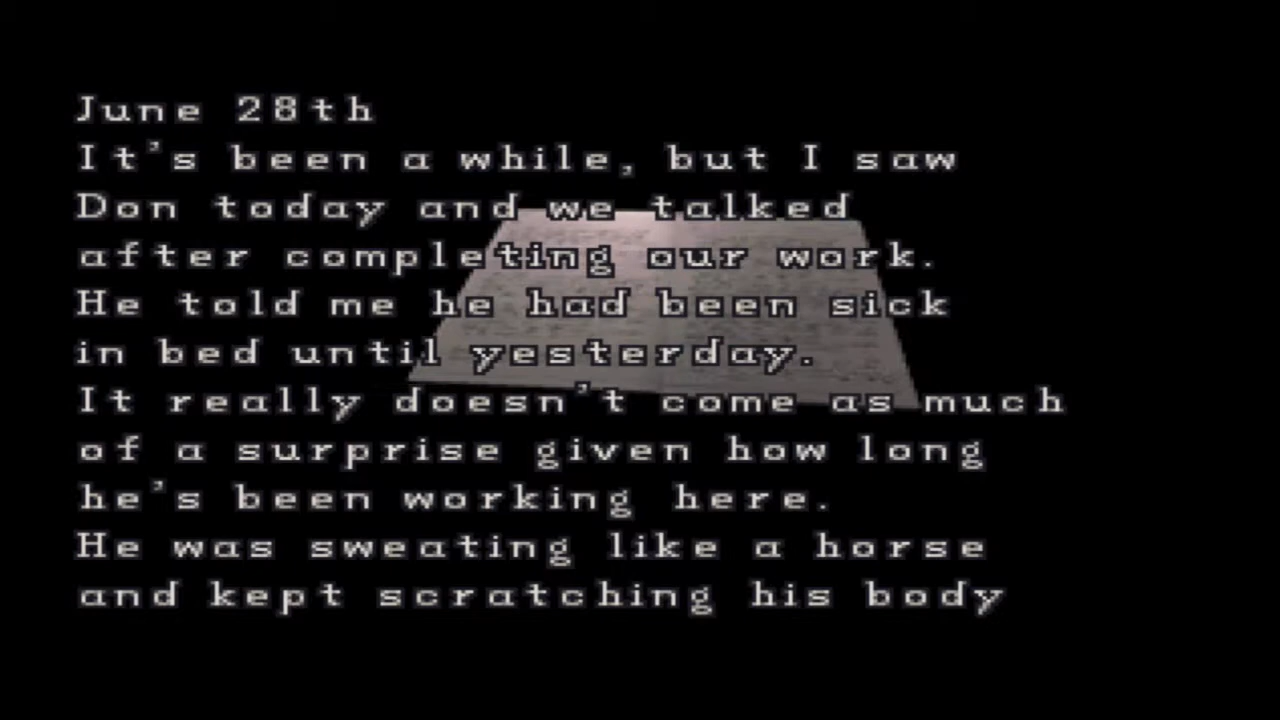 June 28th
It's been a while, but I saw
Don today and we talked
after completing our work.
He told me he had been sick
in bed until yesterday.
It really doesn't come as much
of a surprise given how long
he's been working here.
He was sweating like a horse
and kept scratching his body